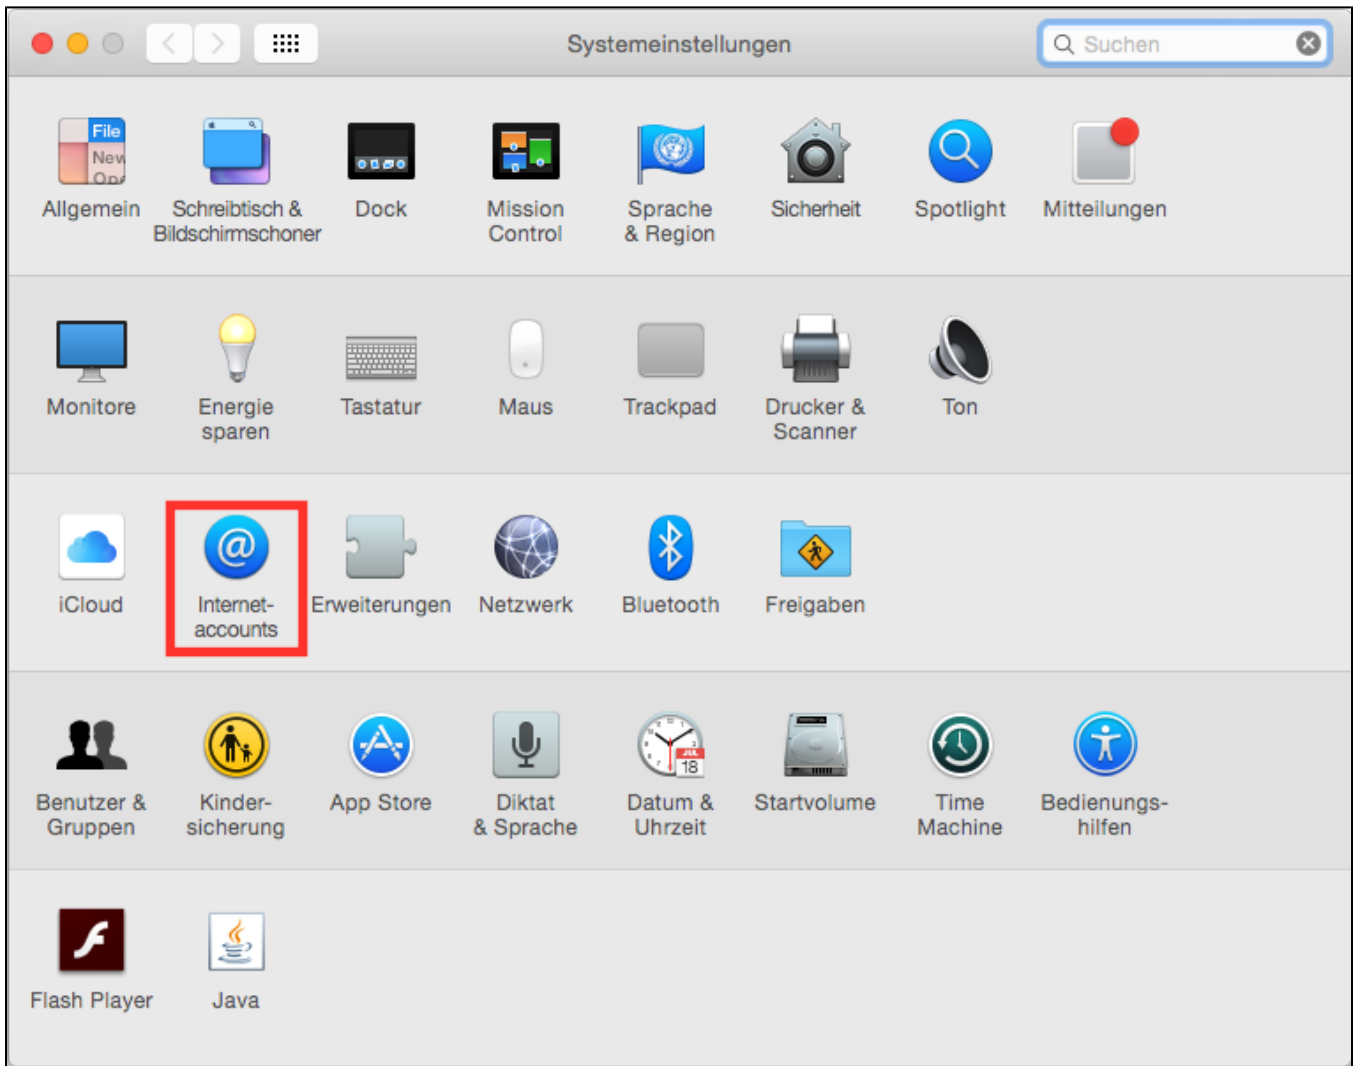 Systemeinstellungen
Suchen
File
New
Ope
Allgemein
Schreibtisch &
Bildschirmschoner
Dock
Mission
Control
Sprache
& Region
Sicherheit
Spotlight
Mitteilungen
Monitore
Energie
sparen
Tastatur
Maus
Trackpad
Drucker &
Scanner
Ton
iCloud
@
Internet-
accounts
Erweiterungen
Netzwerk
Bluetooth
Freigaben
Benutzer &
Gruppen
Kinder-
sicherung
App Store
Diktat
& Sprache
JUL
18
Datum &
Uhrzeit
Startvolume
Time
Machine
Bedienungs-
hilfen
Flash Player
Java